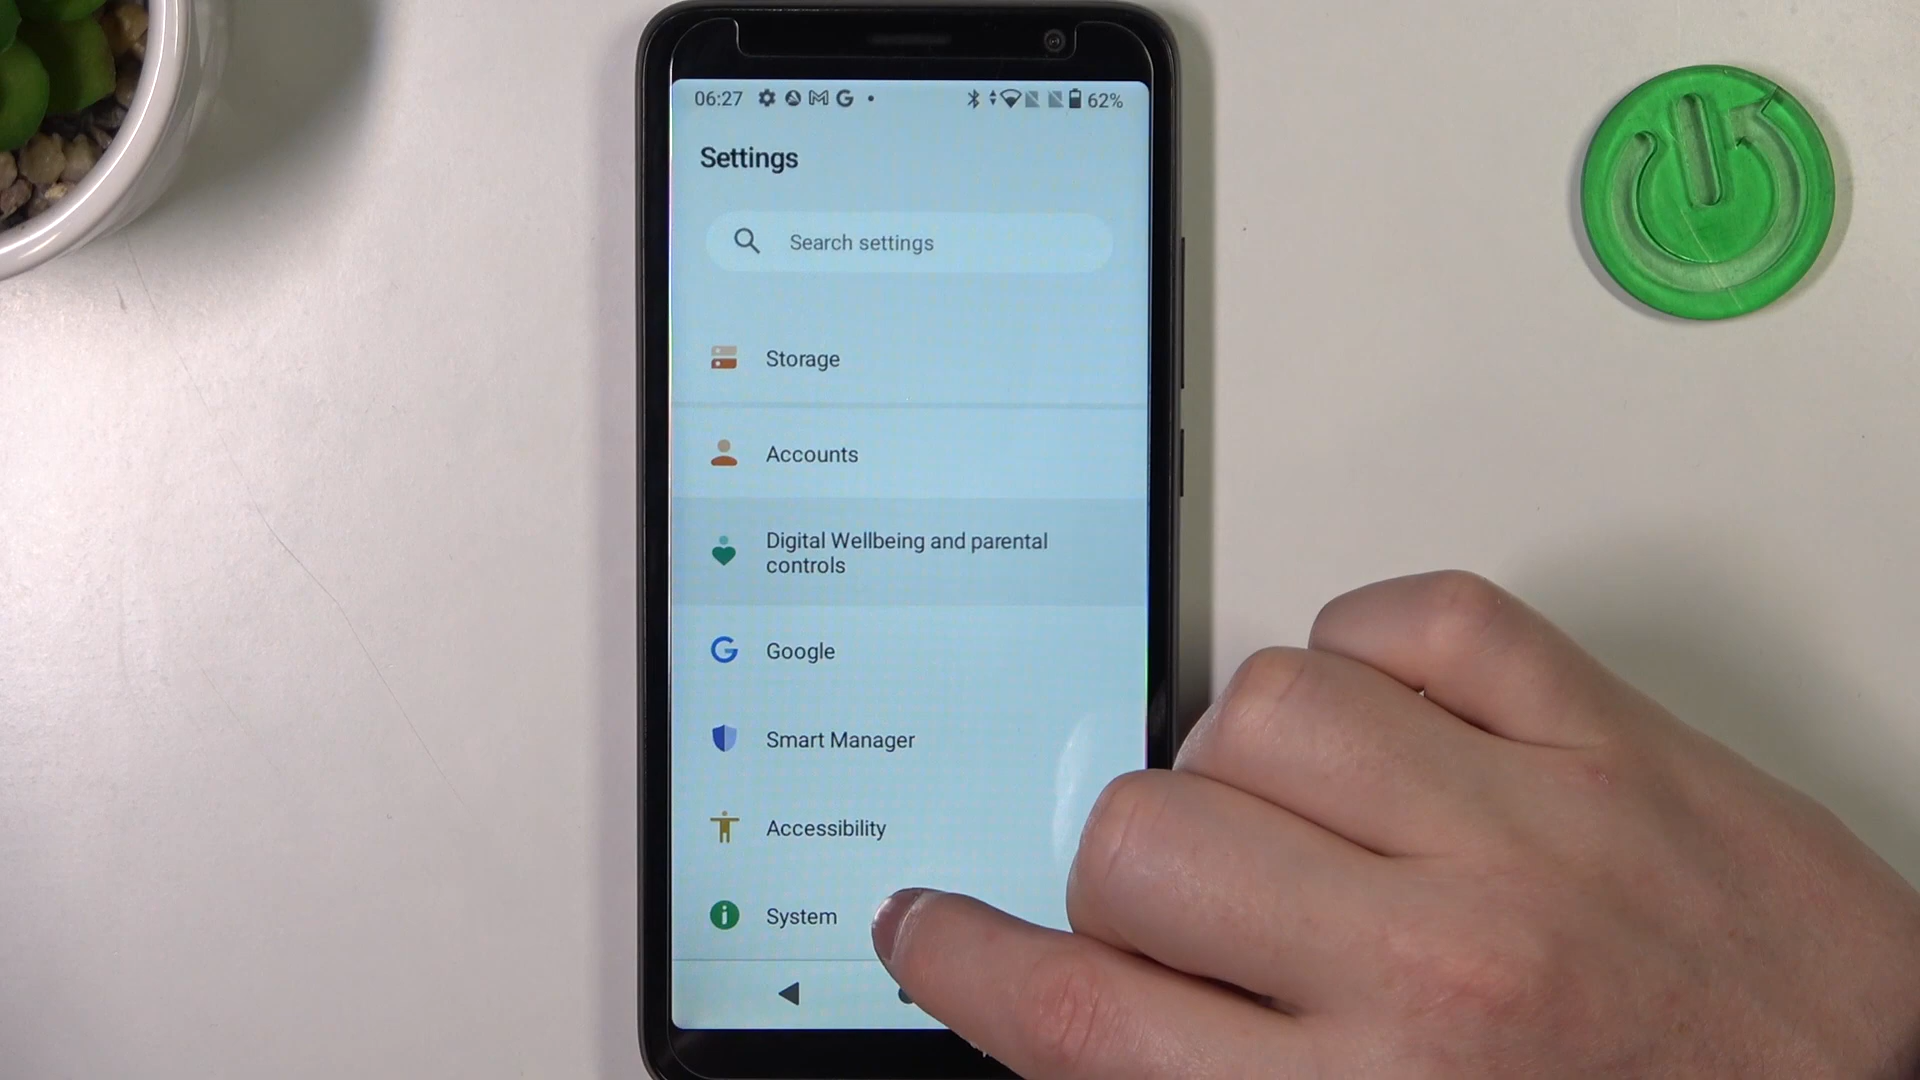 06:27 62%
Settings
Search settings
Storage
Accounts
Digital Wellbeing and parental
controls
Google
Smart Manager
Accessibility
System